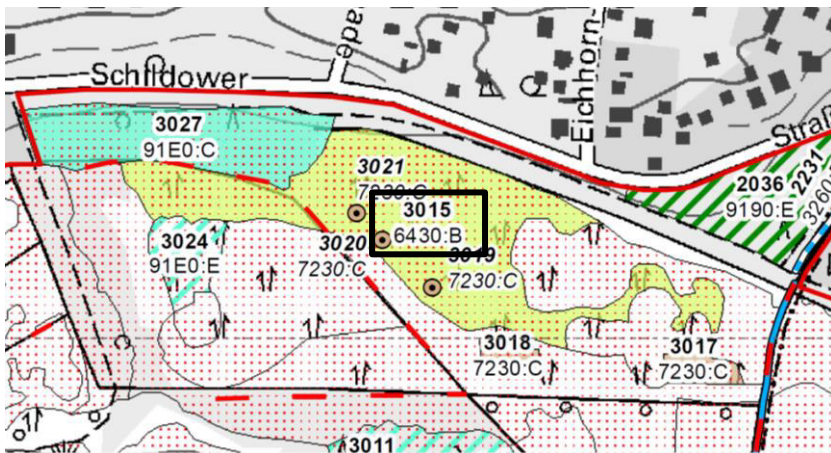 Schildower
Eichhorn-
Straß
3027
91E0:C
3021
7230:C
3015
6430:B
2036
9190:E
2231
3024
91E0:E
3020
7230:C
3019
7230:C
3018
7230:C
3017
7230:C
3011